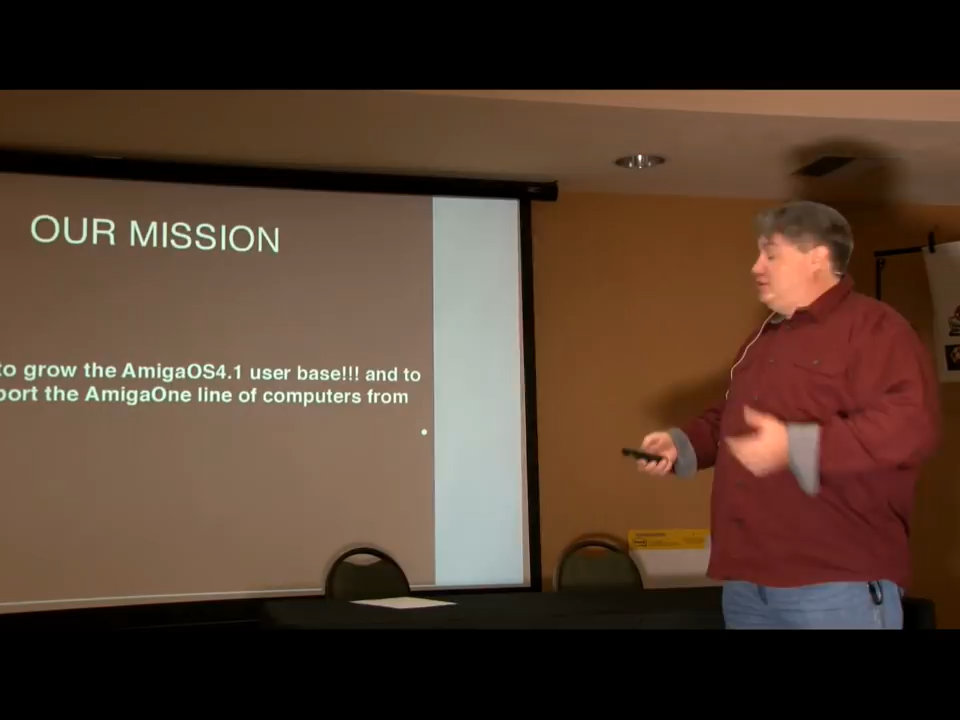 OUR MISSION
to grow the AmigaOS4.1 user base!!! and to
port the AmigaOne line of computers from